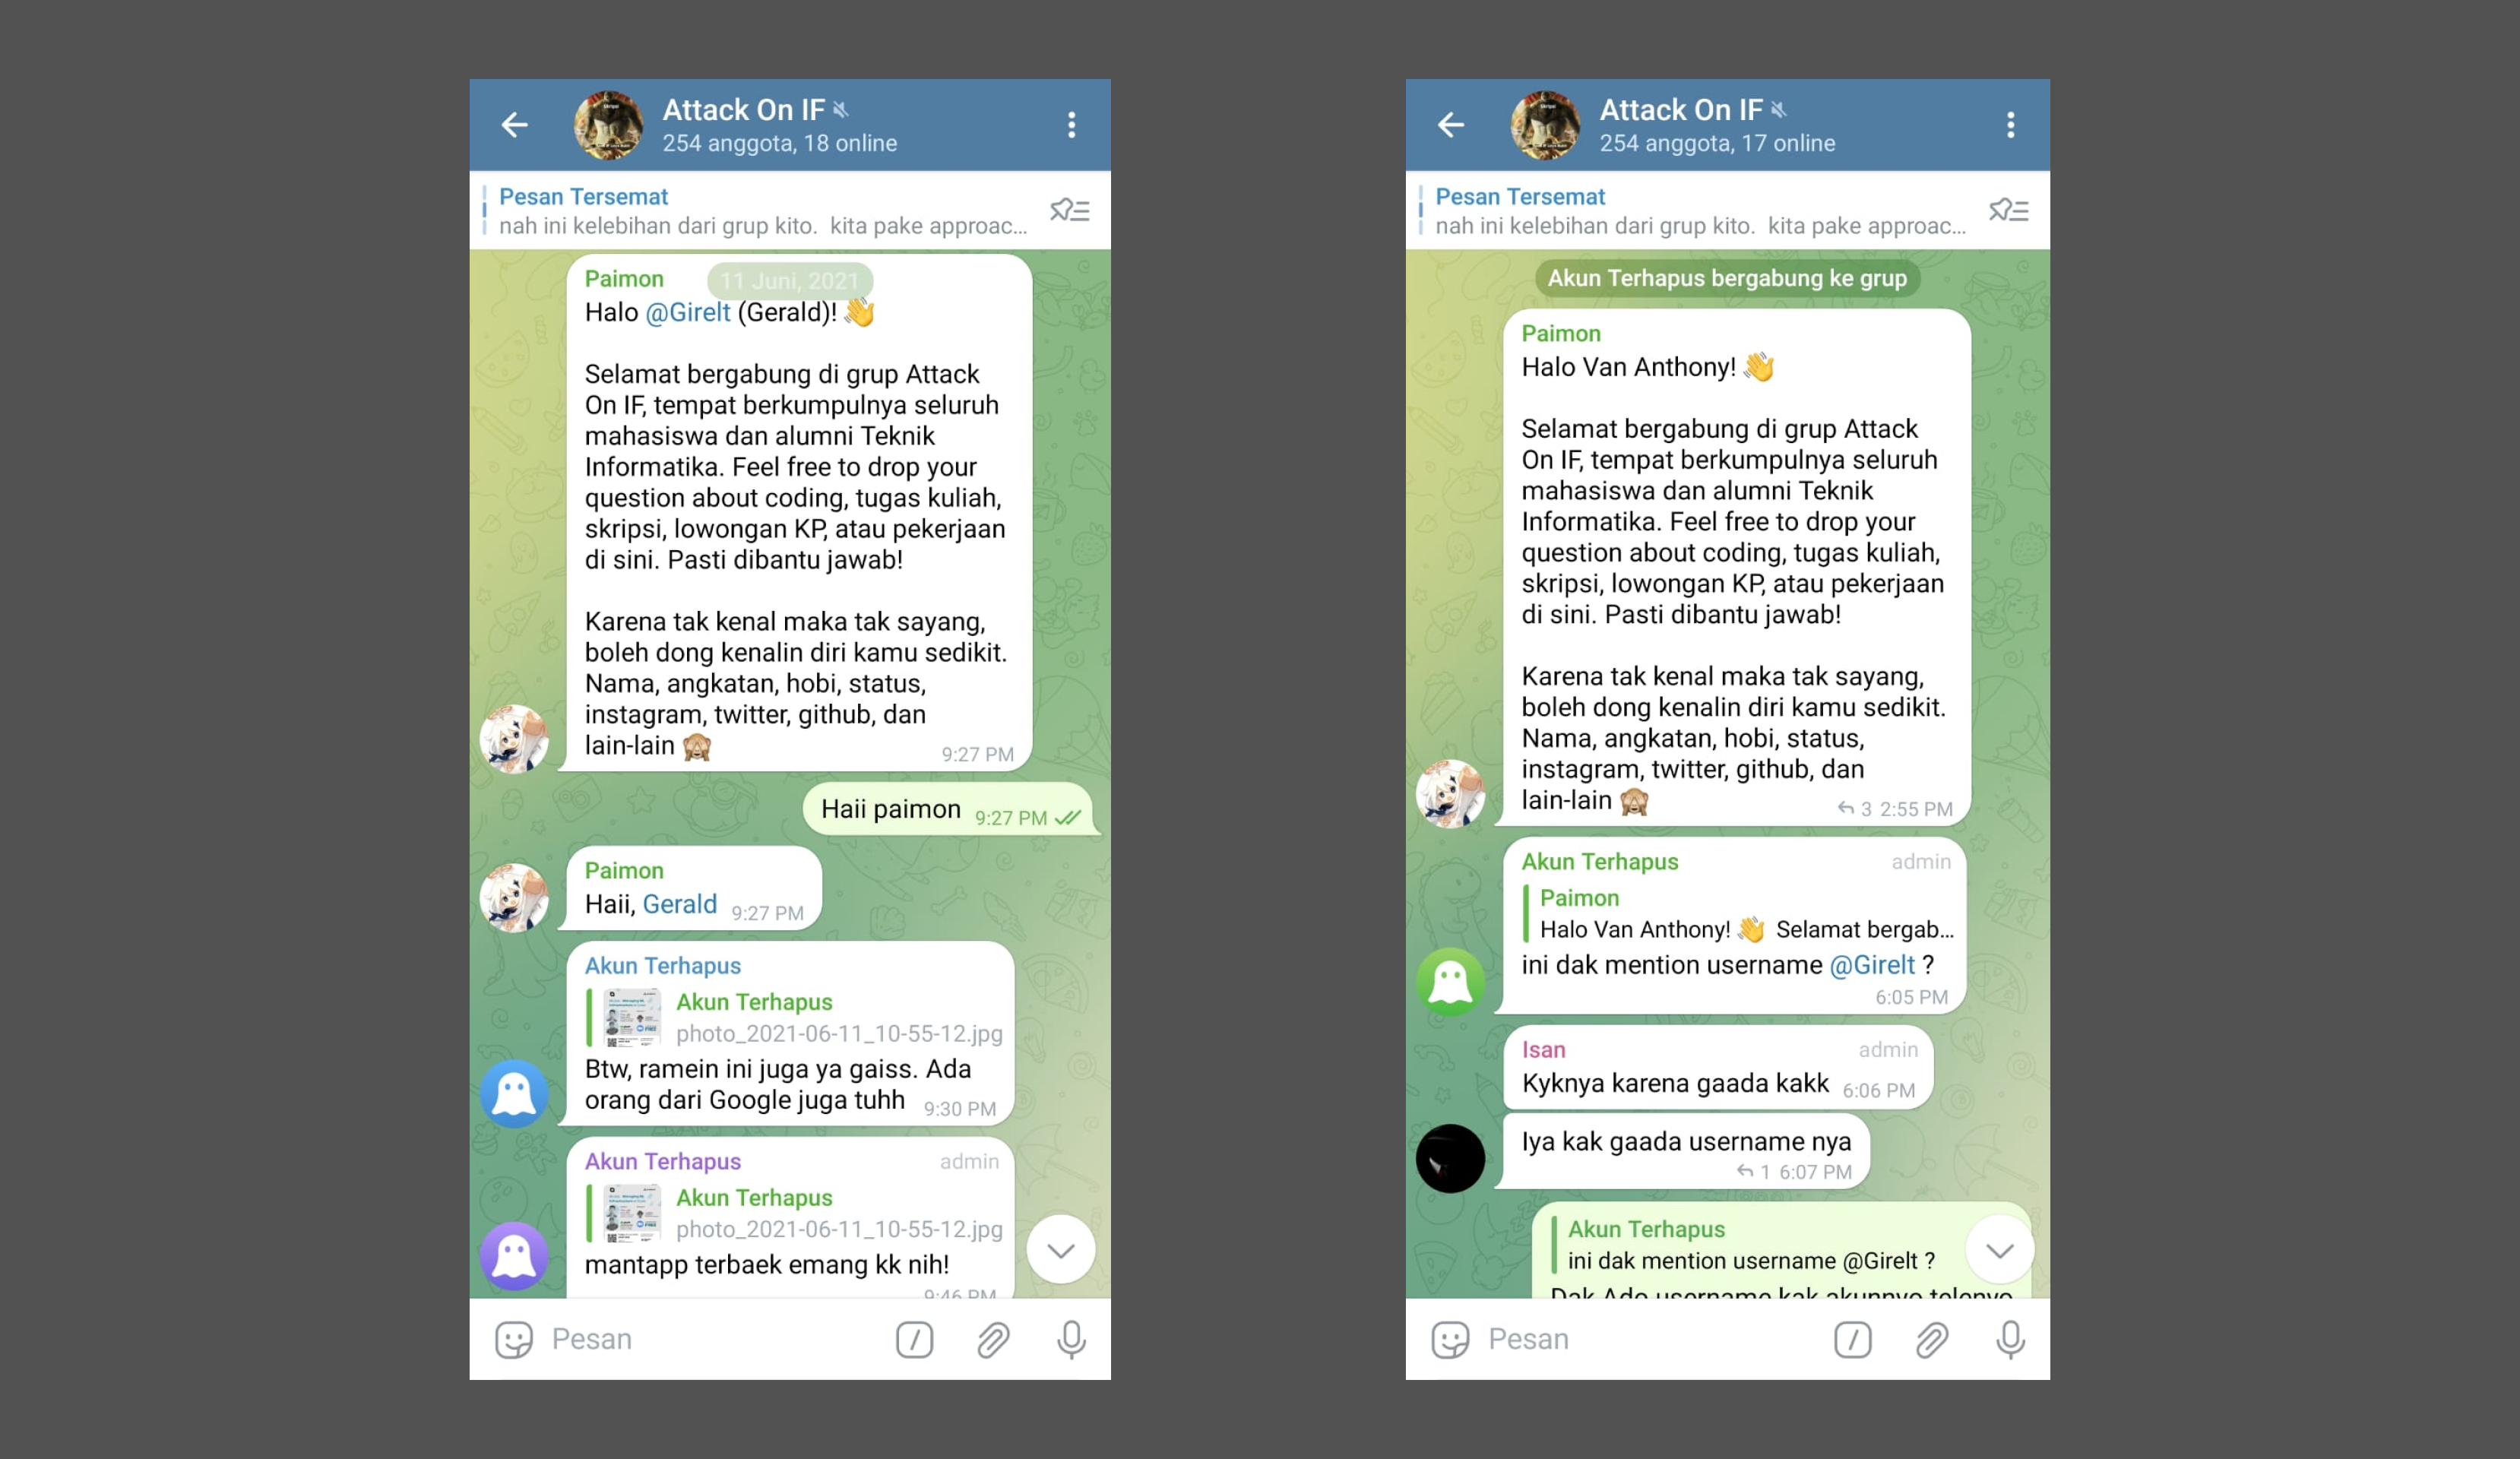 Attack On IF
254 anggota, 18 online
Pesan Tersemat
nah ini kelebihan dari grup kito.  kita pake approac...
11 Juni, 2021
Paimon
Halo @Girelt (Gerald)! 👋
Selamat bergabung di grup Attack
On IF, tempat berkumpulnya seluruh
mahasiswa dan alumni Teknik
Informatika. Feel free to drop your
question about coding, tugas kuliah,
skripsi, lowongan KP, atau pekerjaan
di sini. Pasti dibantu jawab!
Karena tak kenal maka tak sayang,
boleh dong kenalin diri kamu sedikit.
Nama, angkatan, hobi, status,
instagram, twitter, github, dan
lain-lain 🙈 9:27 PM
Haii paimon 9:27 PM
Paimon
Haii, Gerald 9:27 PM
Akun Terhapus
Akun Terhapus
photo_2021-06-11_10-55-12.jpg
Btw, ramein ini juga ya gaiss. Ada
orang dari Google juga tuhh 9:30 PM
Akun Terhapus admin
Akun Terhapus
photo_2021-06-11_10-55-12.jpg
mantapp terbaek emang kk nih!
9:46 PM
Pesan
Attack On IF
254 anggota, 17 online
Pesan Tersemat
nah ini kelebihan dari grup kito.  kita pake approac...
Akun Terhapus bergabung ke grup
Paimon
Halo Van Anthony! 👋
Selamat bergabung di grup Attack
On IF, tempat berkumpulnya seluruh
mahasiswa dan alumni Teknik
Informatika. Feel free to drop your
question about coding, tugas kuliah,
skripsi, lowongan KP, atau pekerjaan
di sini. Pasti dibantu jawab!
Karena tak kenal maka tak sayang,
boleh dong kenalin diri kamu sedikit.
Nama, angkatan, hobi, status,
instagram, twitter, github, dan
lain-lain 🙈 3 2:55 PM
Akun Terhapus admin
Paimon
Halo Van Anthony! 👋 Selamat bergab...
ini dak mention username @Girelt ?
6:05 PM
Isan admin
Kyknya karena gaada kakk 6:06 PM
Iya kak gaada username nya
1 6:07 PM
Akun Terhapus
ini dak mention username @Girelt ?
Dak Ado username kak akunnyo telenyo
Pesan